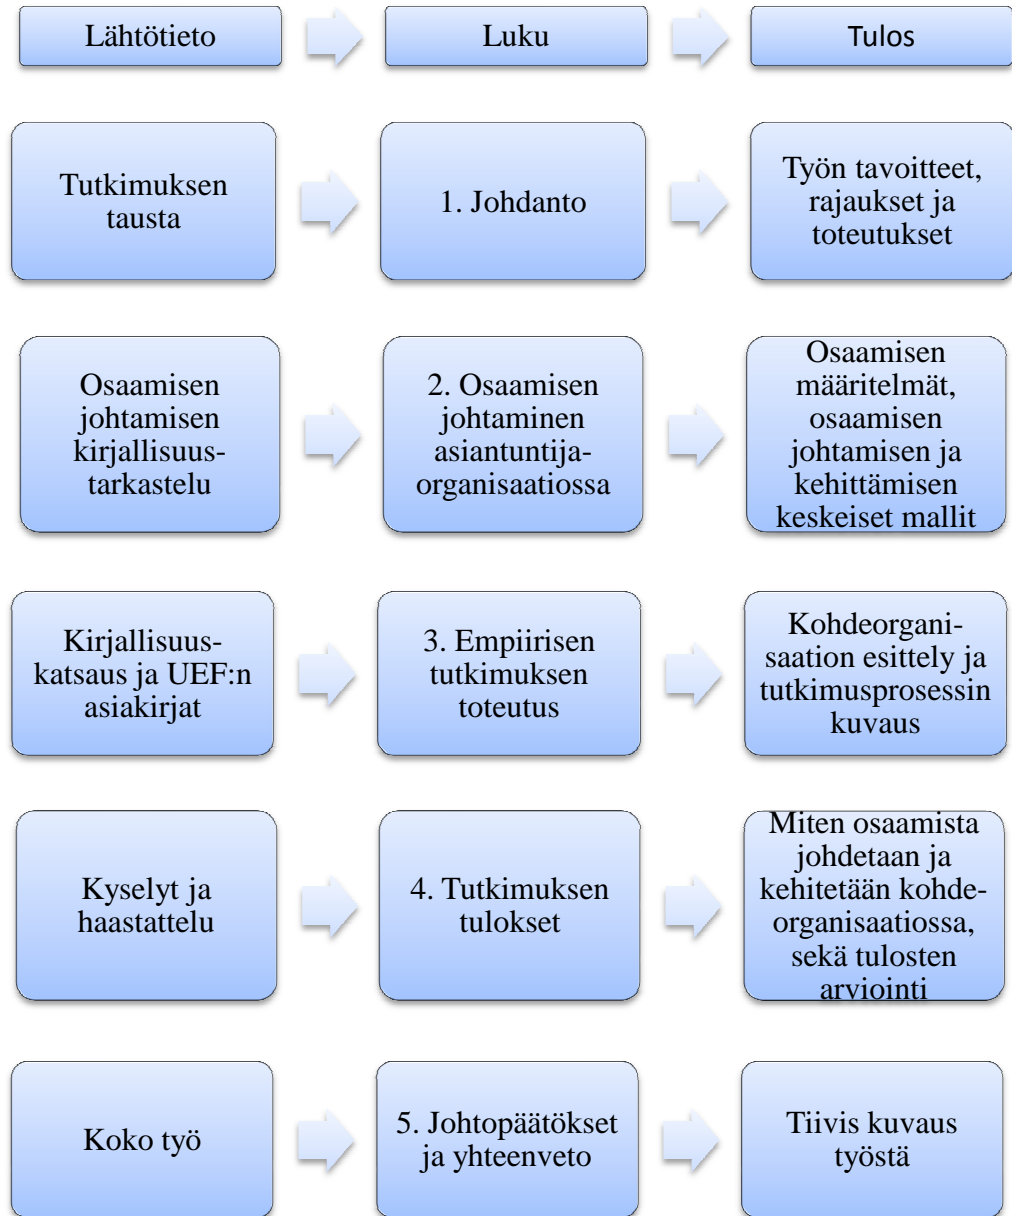 Lähtötieto
Luku
Tulos
Tutkimuksen
tausta
1. Johdanto
Työn tavoitteet,
rajaukset ja
toteutukset
Osaamisen
johtamisen
kirjallisuus-
tarkastelu
2. Osaamisen
johtaminen
asiantuntija-
organisaatiossa
Osaamisen
määritelmät,
osaamisen
johtamisen ja
kehittämisen
keskeiset mallit
Kirjallisuus-
katsaus ja UEF:n
asiakirjat
3. Empiirisen
tutkimuksen
toteutus
Kohdeorgani-
saation esittely ja
tutkimusprosessin
kuvaus
Kyselyt ja
haastattelu
4. Tutkimuksen
tulokset
Miten osaamista
johdetaan ja
kehitetään kohde-
organisaatiossa,
sekä tulosten
arviointi
Koko työ
5. Johtopäätökset
ja yhteenveto
Tiivis kuvaus
työstä